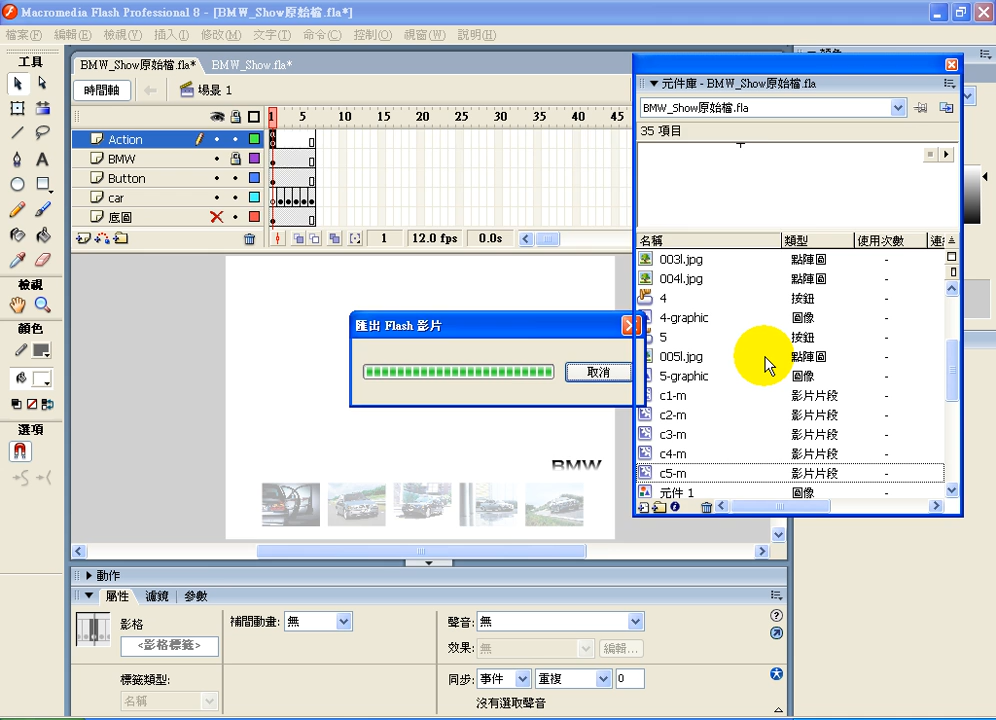 Macromedia Flash Professional 8 - [BMW_Show原始檔.fla*]
檔案(F) 編輯(E) 檢視(V) 插入(I) 修改(M) 文字(T) 命令(C) 控制(O) 視窗(W) 說明(H)
工具
檢視
顏色
選項
BMW_Show原始檔.fla* BMW_Show.fla*
時間軸 場景 1
1 5 10 15 20 25 30 35 40 45
Action
BMW
Button
car
底圖
1 12.0 fps 0.0s
匯出 Flash 影片
取消
BMW
元件庫 - BMW_Show原始檔.fla
BMW_Show原始檔.fla
35 項目
名稱 類型 使用次數
003l.jpg 點陣圖 -
004l.jpg 點陣圖 -
4 按鈕 -
4-graphic 圖像 -
5 按鈕 -
005l.jpg 點陣圖 -
5-graphic 圖像 -
c1-m 影片片段 -
c2-m 影片片段 -
c3-m 影片片段 -
c4-m 影片片段 -
c5-m 影片片段 -
元件 1 圖像 -
動作
屬性 濾鏡 參數
影格
<影格標籤>
標籤類型:
名稱
補間動畫: 無
聲音: 無
效果: 無 編輯...
同步: 事件 重複 0
沒有選取聲音